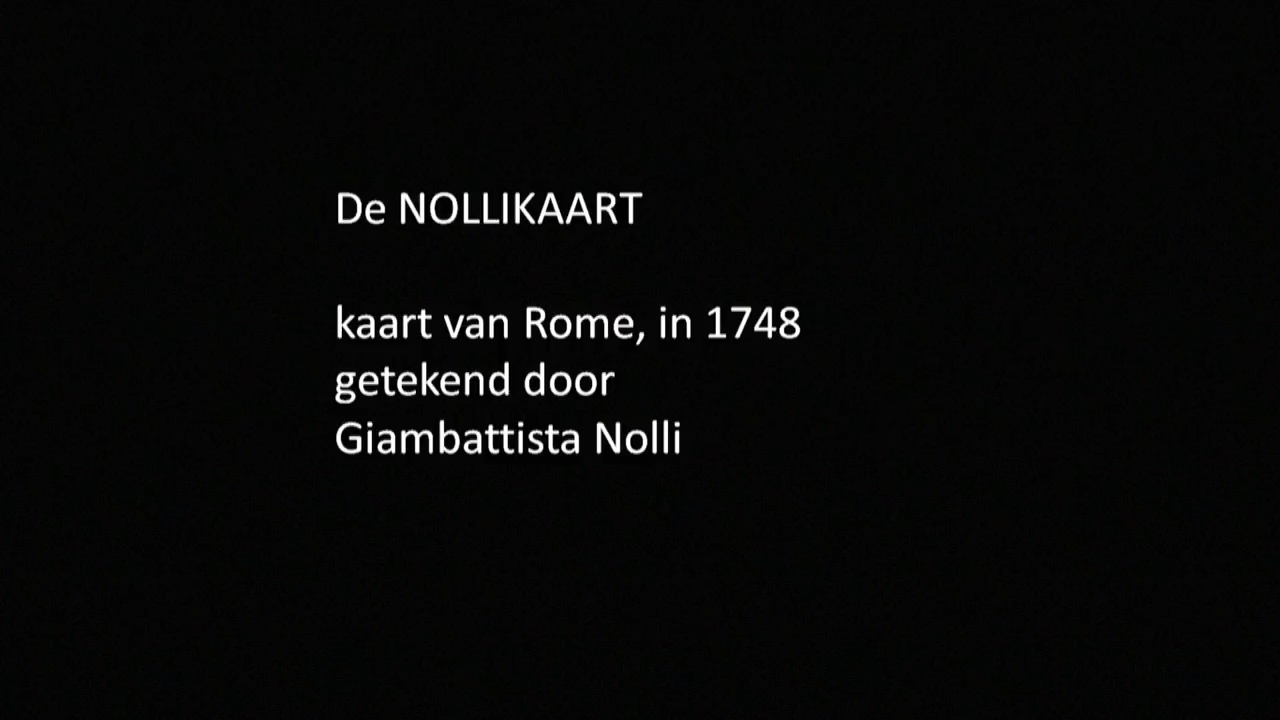 De NOLLIKAART
kaart van Rome, in 1748
getekend door
Giambattista Nolli